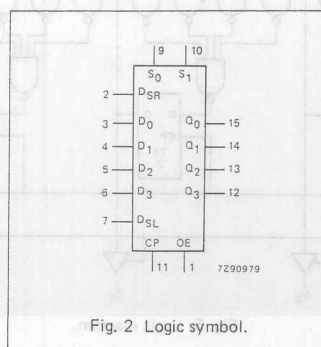 9 10
S0 S1
2 DSR
3 D0 Q0 15
4 D1 Q1 14
5 D2 Q2 13
6 D3 Q3 12
7 DSL
CP OE
11 1
7Z90979
Fig. 2 Logic symbol.